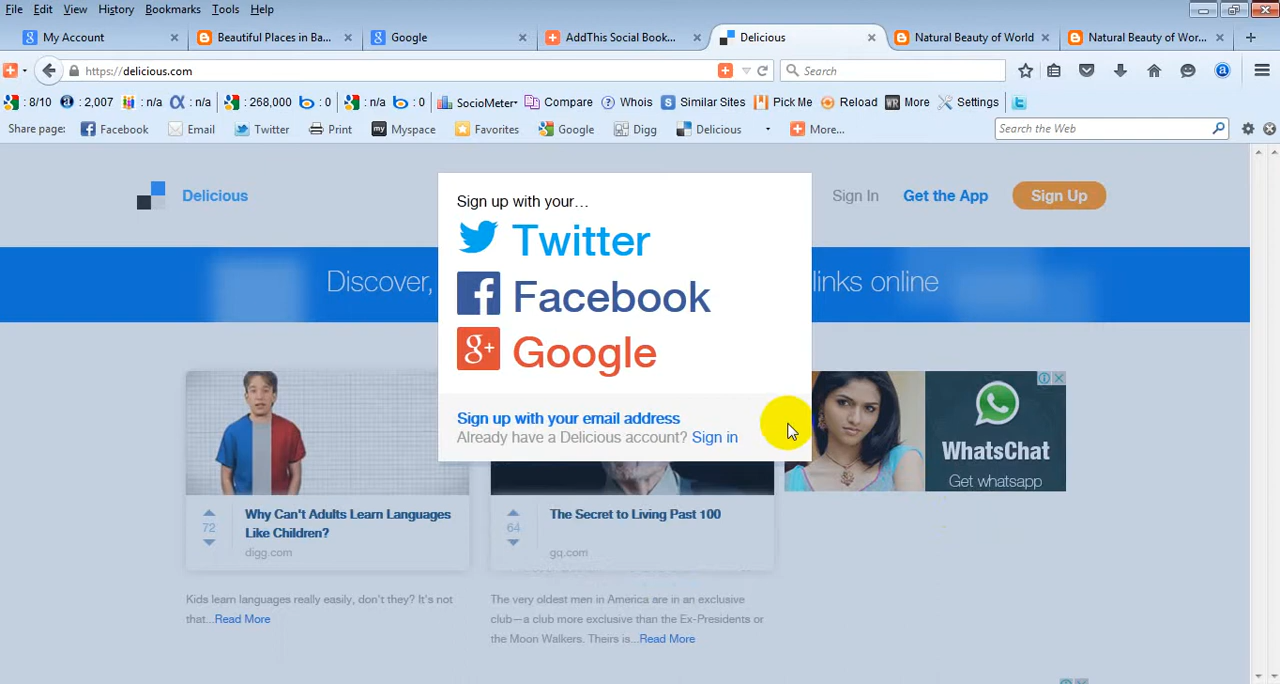 File Edit View History Bookmarks Tools Help
My Account
Beautiful Places in Ba...
Google
AddThis Social Book...
Delicious
Natural Beauty of World
Natural Beauty of Wor...
https://delicious.com
Search
: 8/10 : 2,007 : n/a : n/a : 268,000 : 0 : n/a : 0 SocioMeter Compare Whois Similar Sites Pick Me Reload WR More Settings
Share page: Facebook Email Twitter Print my Myspace Favorites Google Digg Delicious More...
Search the Web
Delicious
Sign In
Get the App
Sign Up
Discover,
links online
Sign up with your...
Twitter
Facebook
g+ Google
Sign up with your email address
Already have a Delicious account? Sign in
WhatsChat
Get whatsapp
72
Why Can't Adults Learn Languages
Like Children?
digg.com
64
The Secret to Living Past 100
gq.com
Kids learn languages really easily, don't they? It's not
that...Read More
The very oldest men in America are in an exclusive
club—a club more exclusive than the Ex-Presidents or
the Moon Walkers. Theirs is...Read More